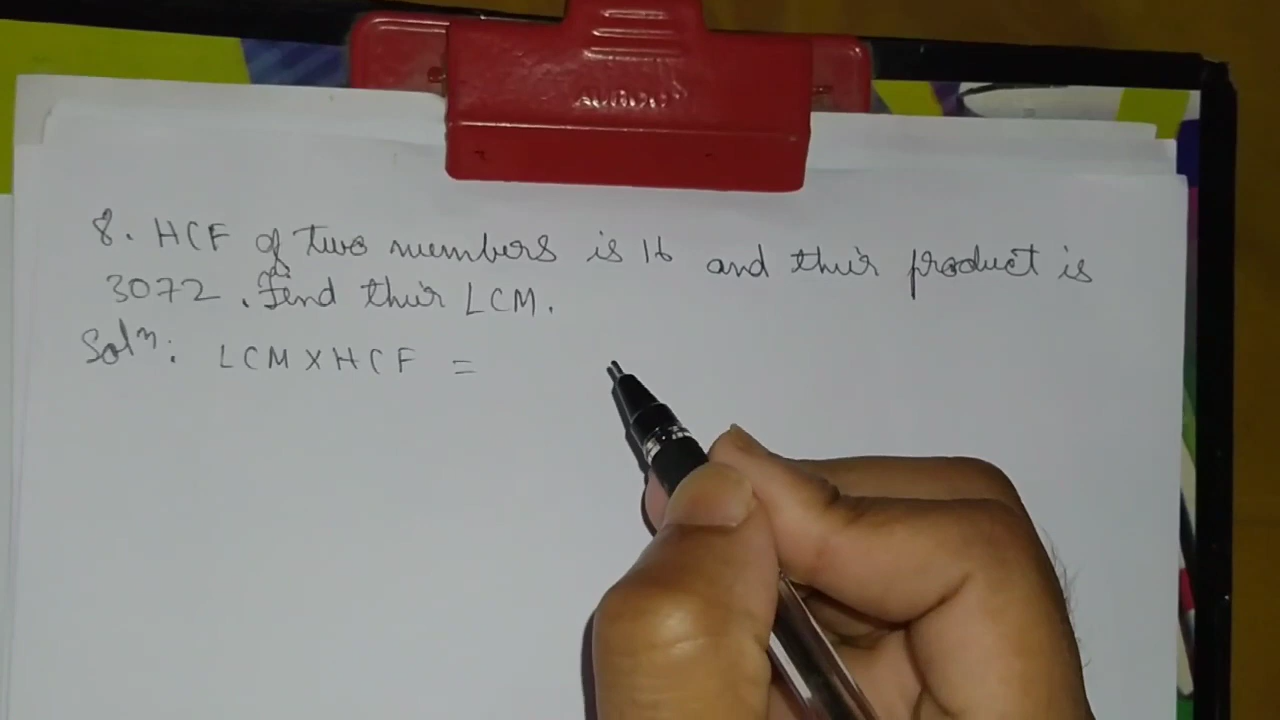 8. HCF of two numbers is 16 and their product is
3072. Find their LCM.
Solⁿ: LCM X HCF =